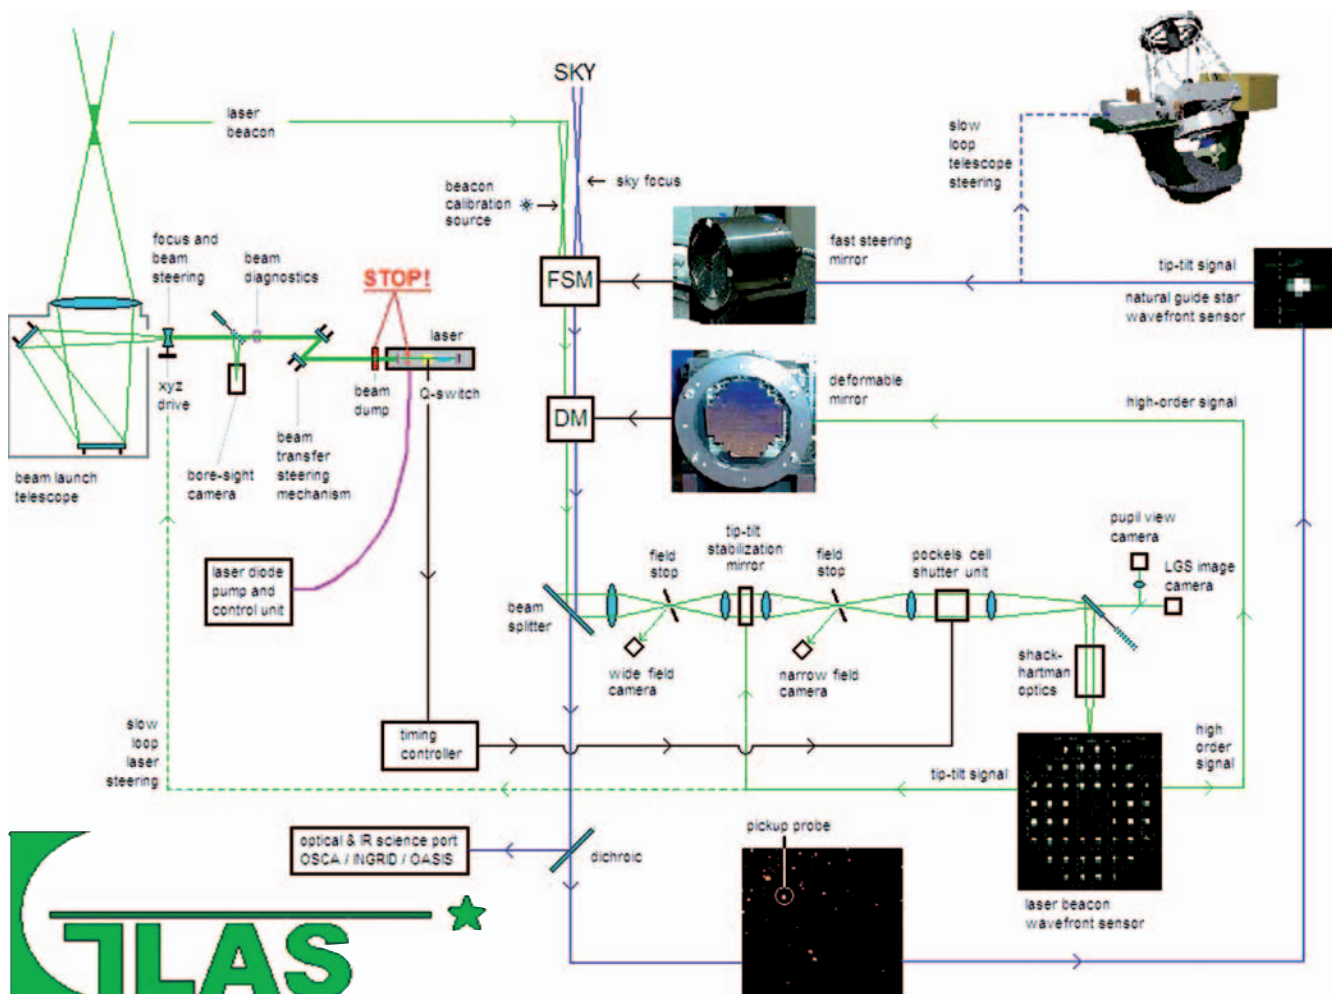 SKY
laser
beacon
slow
loop
telescope
steering
beacon
calibration
source
sky focus
focus and
beam
steering
beam
diagnostics
STOP!
FSM
fast steering
mirror
tip-tilt signal
natural guide star
wavefront sensor
laser
Q-switch
xyz
drive
beam
dump
DM
deformable
mirror
high-order signal
beam launch
telescope
bore-sight
camera
beam
transfer
steering
mechanism
laser diode
pump and
control unit
beam
splitter
field
stop
tip-tilt
stabilization
mirror
field
stop
pockels cell
shutter unit
pupil view
camera
LGS image
camera
wide field
camera
narrow field
camera
shack-
hartman
optics
slow
loop
laser
steering
timing
controller
tip-tilt signal
high
order
signal
optical & IR science port
OSCA / INGRID / OASIS
dichroic
pickup probe
laser beacon
wavefront sensor
GLAS